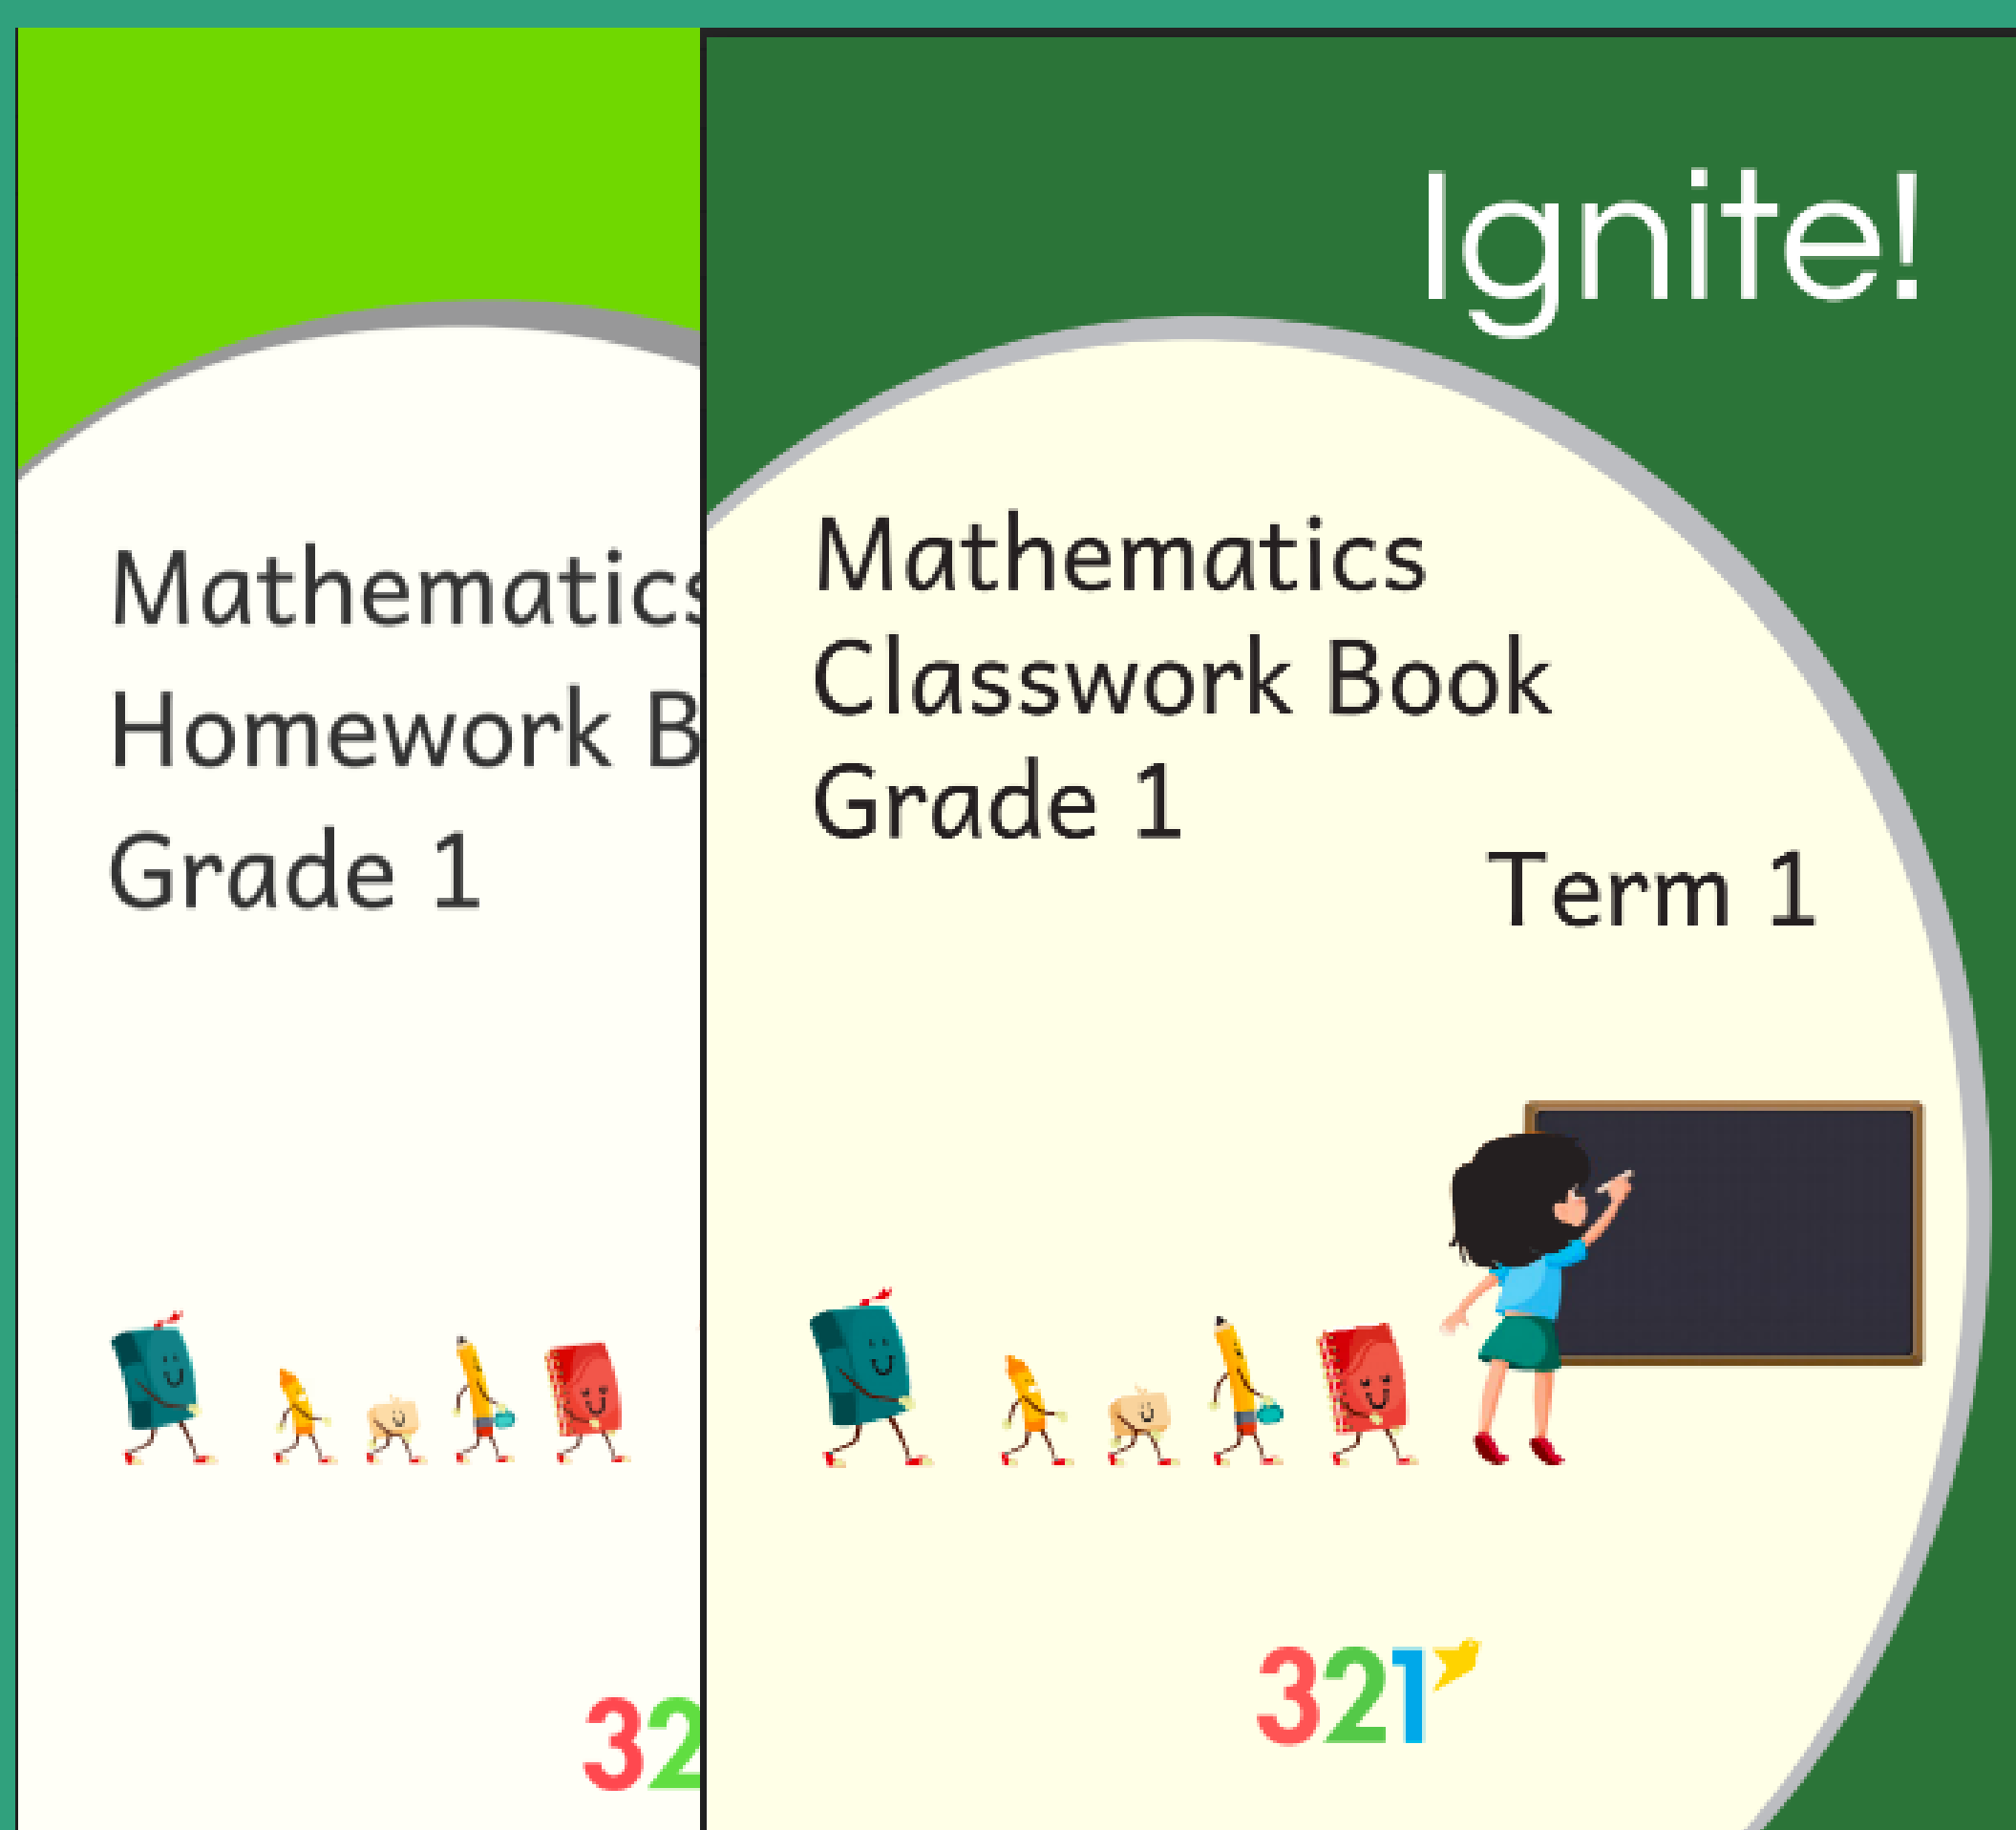 Mathematics
Homework B
Grade 1
32
Ignite!
Mathematics
Classwork Book
Grade 1
Term 1
321